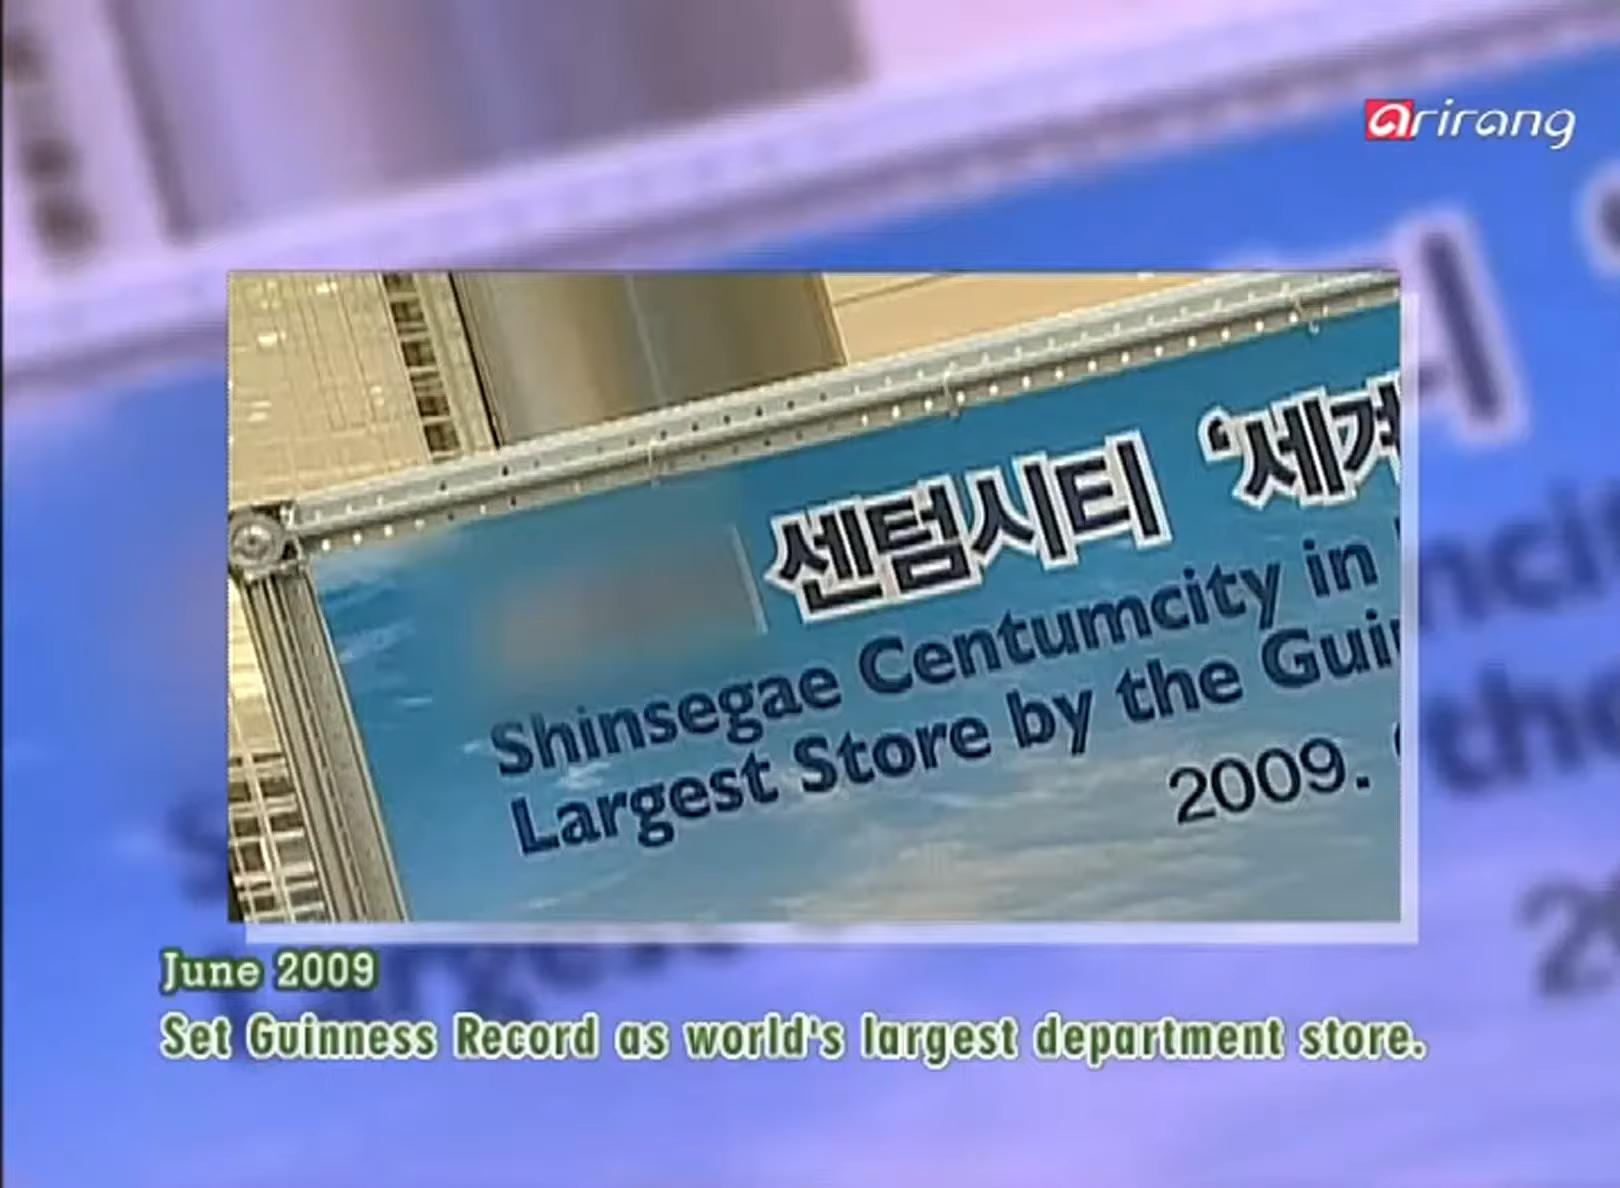 arirang
센텀시티 '세계
Shinsegae Centumcity in
Largest Store by the Guin
2009.
June 2009
Set Guinness Record as world's largest department store.